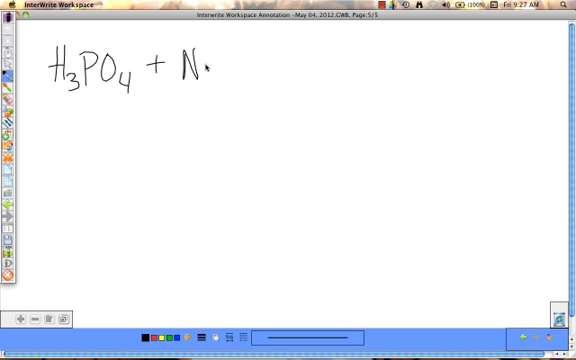 InterWrite Workspace
(100%)
Fri 9:27 AM
InterWrite Workspace Annotation - May 04, 2012.GWB, Page:5/5
H₃PO₄ + N